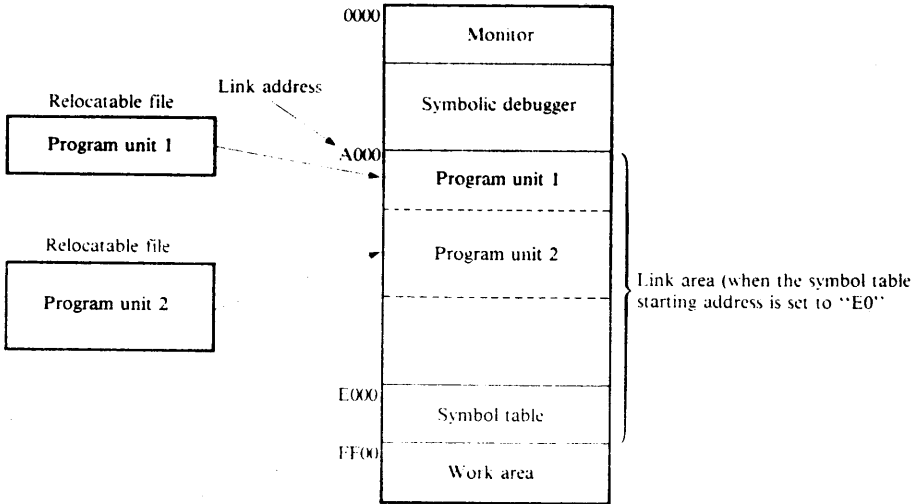 0000
Monitor
Link address
Symbolic debugger
Relocatable file
Program unit 1
A000
Program unit 1
Relocatable file
Program unit 2
Program unit 2
Link area (when the symbol table
starting address is set to “E0”
E000
Symbol table
FF00
Work area